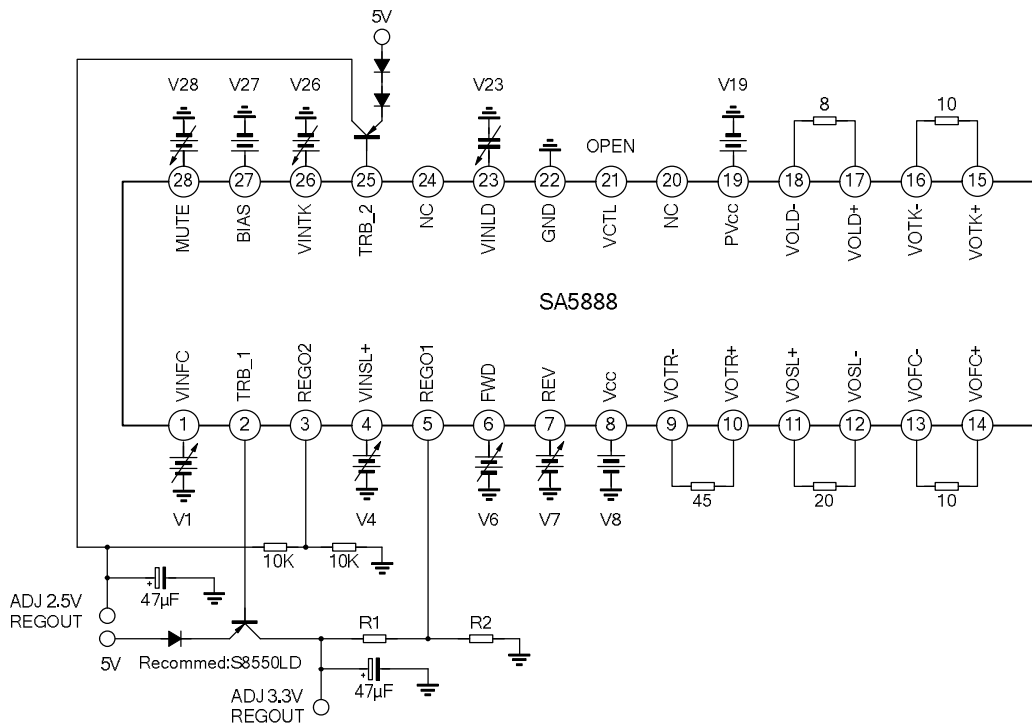 5V
V28
V27
V26
V23
V19
8
10
OPEN
28
27
26
25
24
23
22
21
20
19
18
17
16
15
MUTE
BIAS
VINTK
TRB_2
NC
VINLD
GND
VCTL
NC
PVcc
VOLD-
VOLD+
VOTK-
VOTK+
SA5888
VINFC
TRB_1
REGO2
VINSL+
REGO1
FWD
REV
Vcc
VOTR-
VOTR+
VOSL+
VOSL-
VOFC-
VOFC+
1
2
3
4
5
6
7
8
9
10
11
12
13
14
V1
V4
V6
V7
V8
45
20
10
10K
10K
+
47μF
ADJ 2.5V
REGOUT
5V
Recommed:S8550LD
R1
R2
+
47μF
ADJ 3.3V
REGOUT